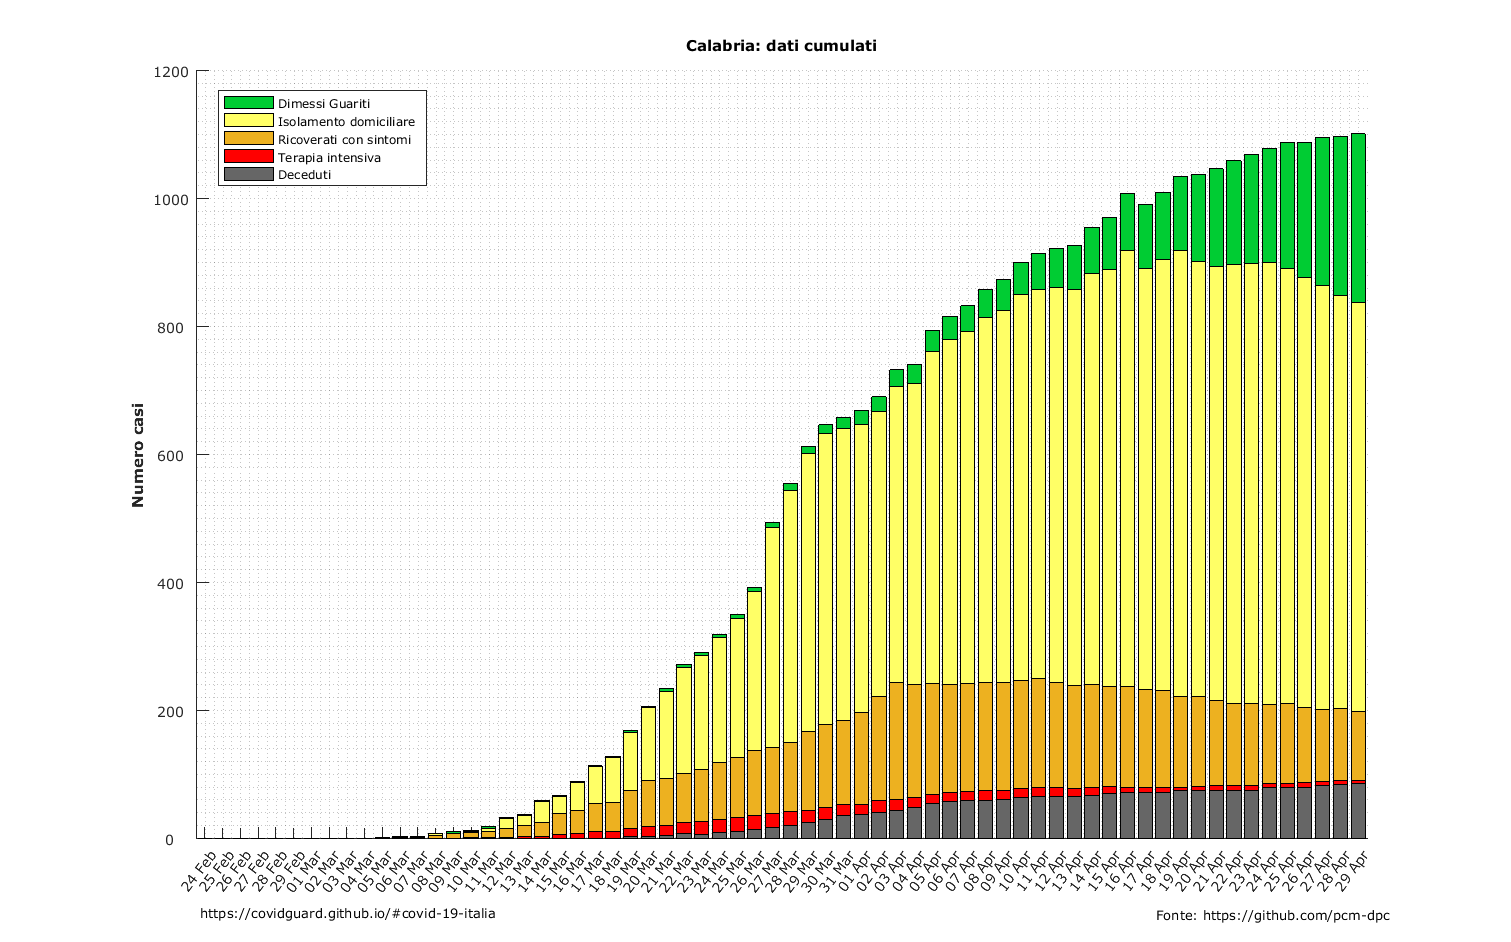 Calabria: dati cumulati
1200
1000
800
600
400
200
0
Numero casi
Dimessi Guariti
Isolamento domiciliare
Ricoverati con sintomi
Terapia intensiva
Deceduti
24 Feb
25 Feb
26 Feb
27 Feb
28 Feb
29 Feb
01 Mar
02 Mar
03 Mar
04 Mar
05 Mar
06 Mar
07 Mar
08 Mar
09 Mar
10 Mar
11 Mar
12 Mar
13 Mar
14 Mar
15 Mar
16 Mar
17 Mar
18 Mar
19 Mar
20 Mar
21 Mar
22 Mar
23 Mar
24 Mar
25 Mar
26 Mar
27 Mar
28 Mar
29 Mar
30 Mar
31 Mar
01 Apr
02 Apr
03 Apr
04 Apr
05 Apr
06 Apr
07 Apr
08 Apr
09 Apr
10 Apr
11 Apr
12 Apr
13 Apr
14 Apr
15 Apr
16 Apr
17 Apr
18 Apr
19 Apr
20 Apr
21 Apr
22 Apr
23 Apr
24 Apr
25 Apr
26 Apr
27 Apr
28 Apr
29 Apr
https://covidguard.github.io/#covid-19-italia
Fonte: https://github.com/pcm-dpc